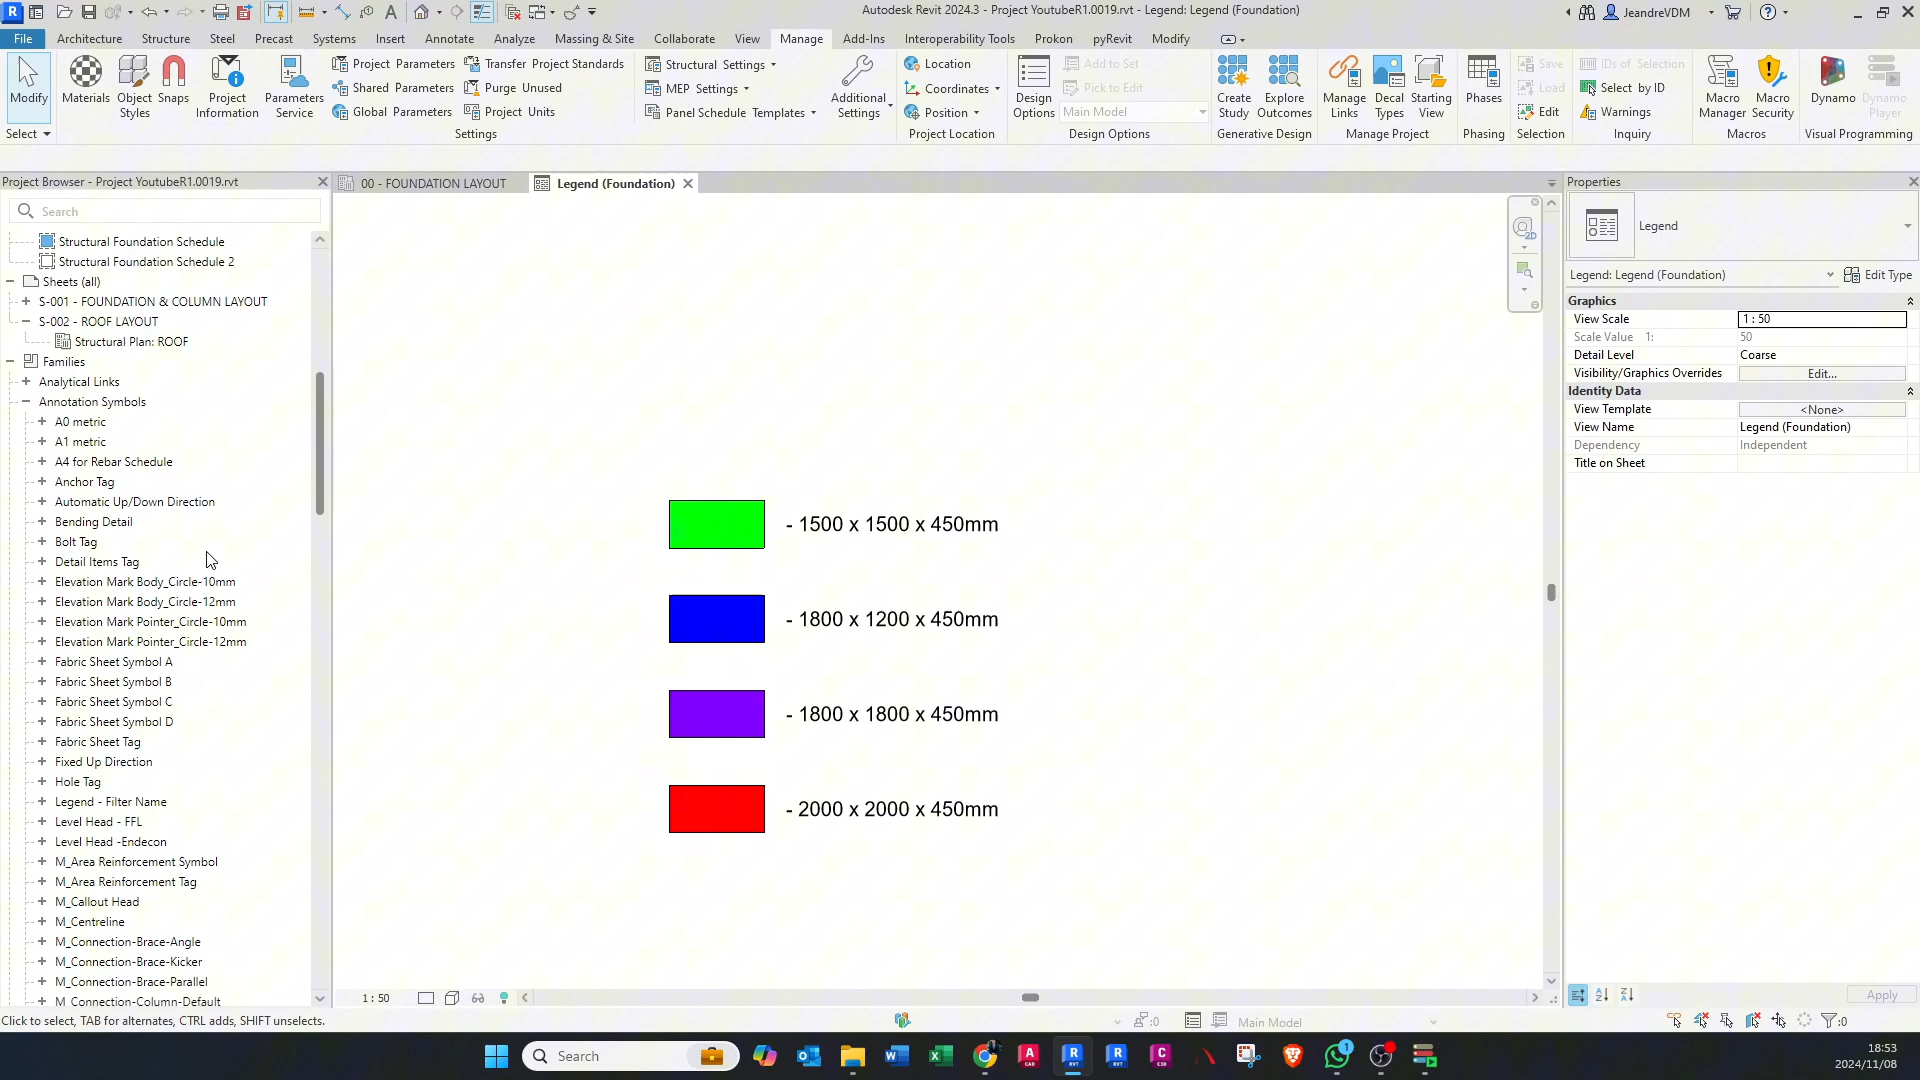 Autodesk Revit 2024.3 - Project YoutubeR1.0019.rvt - Legend: Legend (Foundation)
JeandreVDM
File Architecture Structure Steel Precast Systems Insert Annotate Analyze Massing & Site Collaborate View Manage Add-Ins Interoperability Tools Prokon pyRevit Modify
Modify
Select
Materials
Object Styles
Snaps
Project Information
Parameters Service
Project Parameters
Shared Parameters
Global Parameters
Transfer Project Standards
Purge Unused
Project Units
Settings
Structural Settings
MEP Settings
Panel Schedule Templates
Additional Settings
Location
Coordinates
Position
Project Location
Design Options
Add to Set
Pick to Edit
Main Model
Design Options
Create Study
Explore Outcomes
Generative Design
Manage Links
Decal Types
Starting View
Manage Project
Phases
Phasing
Save
Load
Edit
Selection
IDs of Selection
Select by ID
Warnings
Inquiry
Macro Manager
Macro Security
Macros
Dynamo
Dynamo Player
Visual Programming
Project Browser - Project YoutubeR1.0019.rvt
Search
Structural Foundation Schedule
Structural Foundation Schedule 2
Sheets (all)
S-001 - FOUNDATION & COLUMN LAYOUT
S-002 - ROOF LAYOUT
Structural Plan: ROOF
Families
Analytical Links
Annotation Symbols
A0 metric
A1 metric
A4 for Rebar Schedule
Anchor Tag
Automatic Up/Down Direction
Bending Detail
Bolt Tag
Detail Items Tag
Elevation Mark Body_Circle-10mm
Elevation Mark Body_Circle-12mm
Elevation Mark Pointer_Circle-10mm
Elevation Mark Pointer_Circle-12mm
Fabric Sheet Symbol A
Fabric Sheet Symbol B
Fabric Sheet Symbol C
Fabric Sheet Symbol D
Fabric Sheet Tag
Fixed Up Direction
Hole Tag
Legend - Filter Name
Level Head - FFL
Level Head -Endecon
M_Area Reinforcement Symbol
M_Area Reinforcement Tag
M_Callout Head
M_Centreline
M_Connection-Brace-Angle
M_Connection-Brace-Kicker
M_Connection-Brace-Parallel
M_Connection-Column-Default
00 - FOUNDATION LAYOUT
Legend (Foundation)
2D
- 1500 x 1500 x 450mm
- 1800 x 1200 x 450mm
- 1800 x 1800 x 450mm
- 2000 x 2000 x 450mm
1 : 50
Properties
Legend
Legend: Legend (Foundation)
Edit Type
Graphics
View Scale 1 : 50
Scale Value 1: 50
Detail Level Coarse
Visibility/Graphics Overrides Edit...
Identity Data
View Template <None>
View Name Legend (Foundation)
Dependency Independent
Title on Sheet
Apply
Click to select, TAB for alternates, CTRL adds, SHIFT unselects.
:0
Main Model
:0
Search
1
18:53
2024/11/08